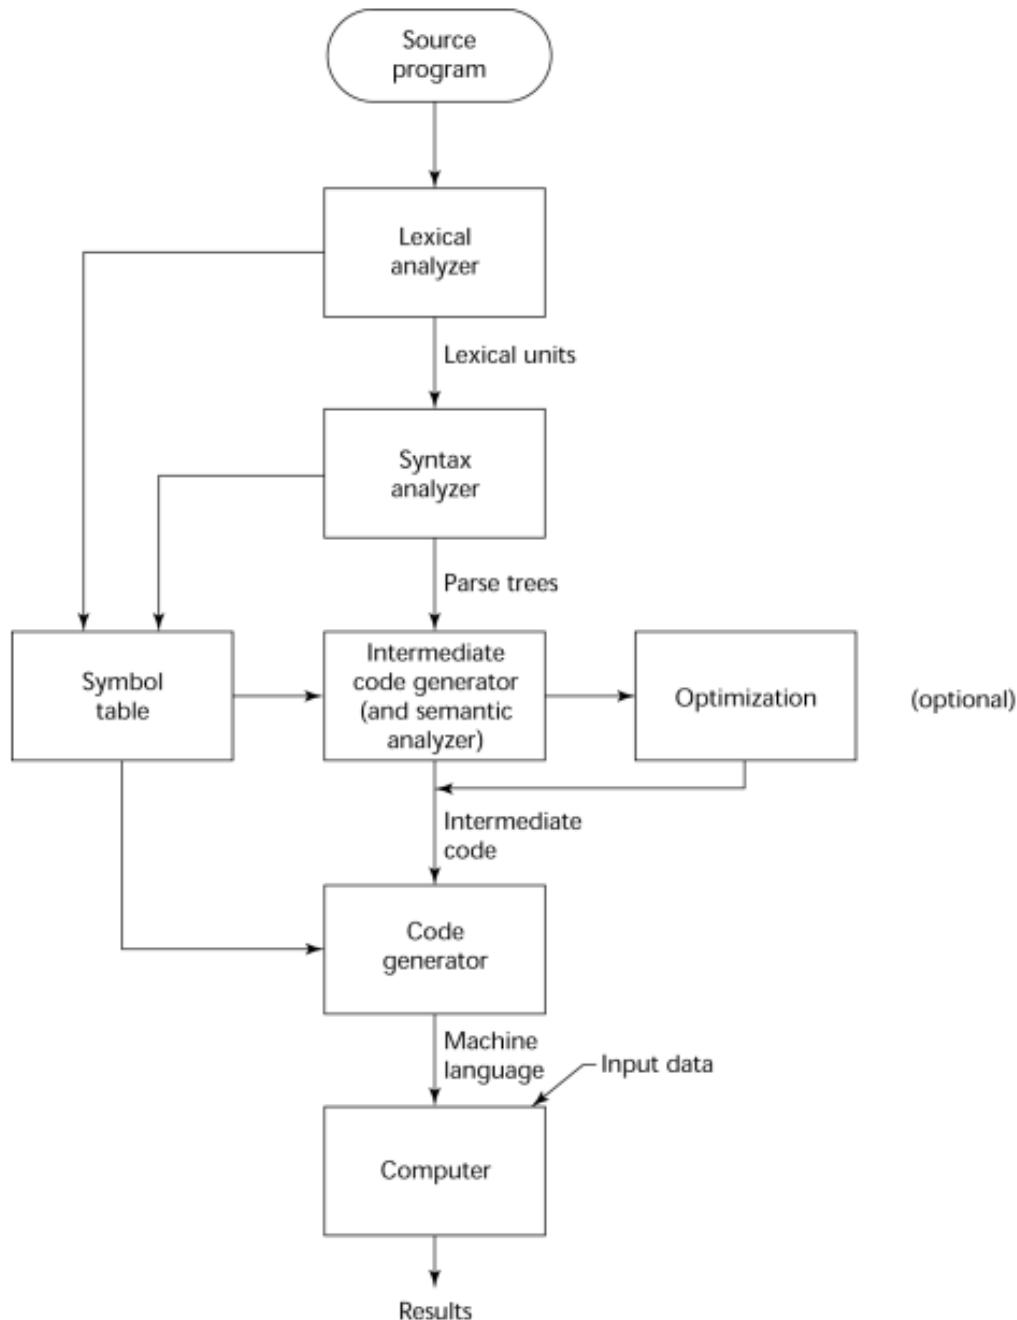 Source
program
Lexical
analyzer
Lexical units
Syntax
analyzer
Parse trees
Symbol
table
Intermediate
code generator
(and semantic
analyzer)
Optimization
(optional)
Intermediate
code
Code
generator
Machine
language
Input data
Computer
Results